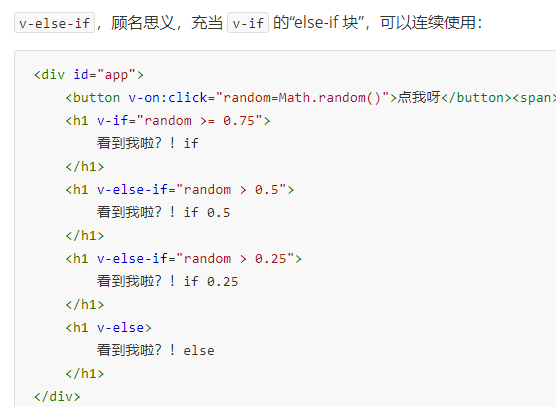 v-else-if，顾名思义，充当 v-if 的“else-if 块”，可以连续使用：
<div id="app">
<button v-on:click="random=Math.random()">点我呀</button><span>
<h1 v-if="random >= 0.75">
看到我啦？！if
</h1>
<h1 v-else-if="random > 0.5">
看到我啦？！if 0.5
</h1>
<h1 v-else-if="random > 0.25">
看到我啦？！if 0.25
</h1>
<h1 v-else>
看到我啦？！else
</h1>
</div>